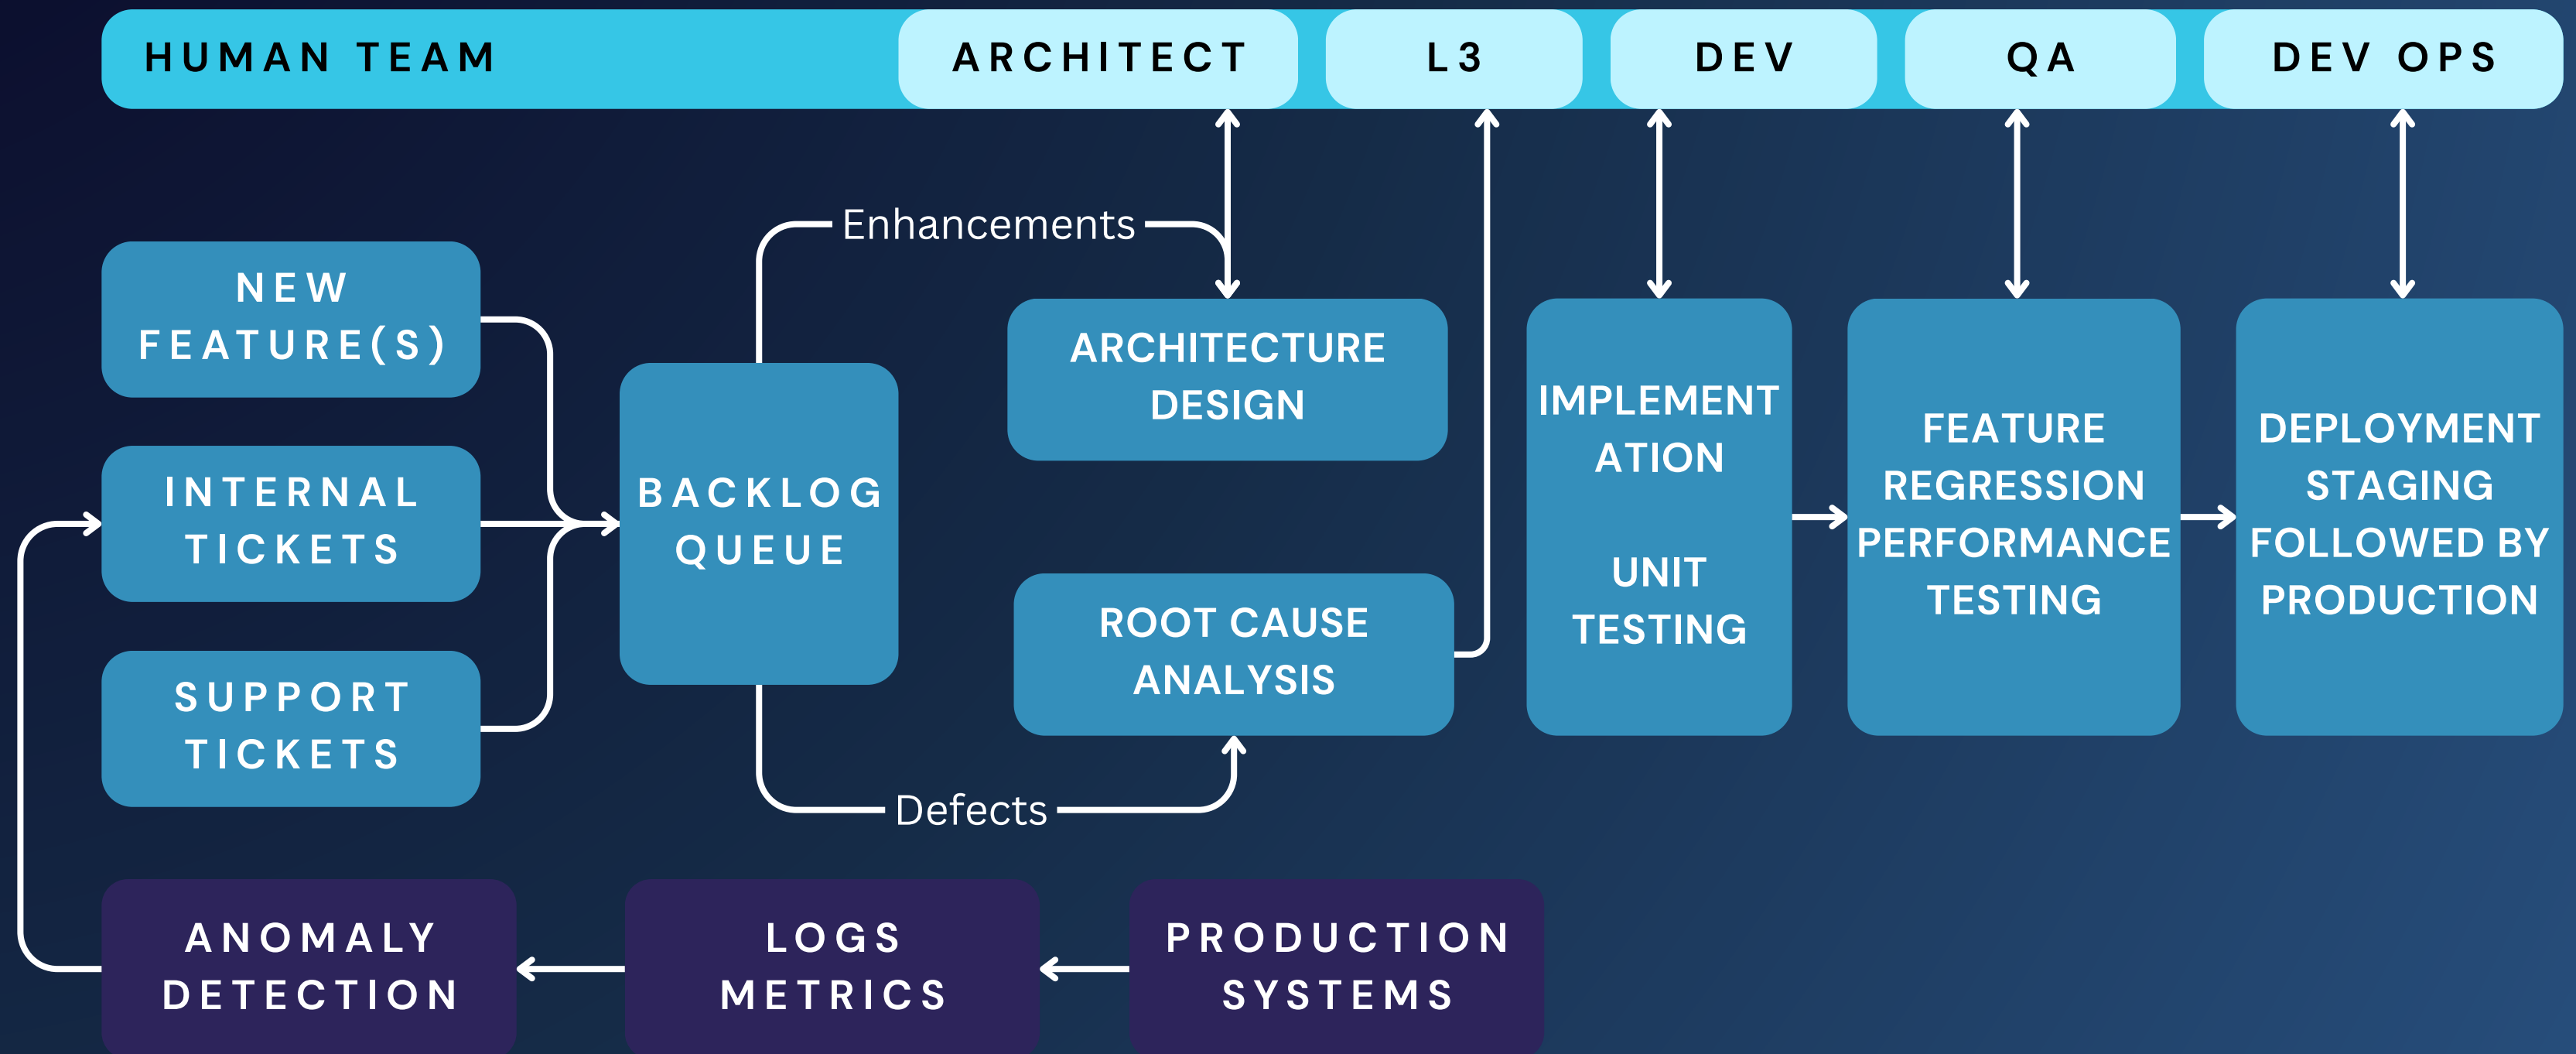 HUMAN TEAM
ARCHITECT
L3
DEV
QA
DEV OPS
Enhancements
NEW
FEATURE(S)
INTERNAL
TICKETS
SUPPORT
TICKETS
BACKLOG
QUEUE
ARCHITECTURE
DESIGN
ROOT CAUSE
ANALYSIS
Defects
IMPLEMENT
ATION
UNIT
TESTING
FEATURE
REGRESSION
PERFORMANCE
TESTING
DEPLOYMENT
STAGING
FOLLOWED BY
PRODUCTION
ANOMALY
DETECTION
LOGS
METRICS
PRODUCTION
SYSTEMS